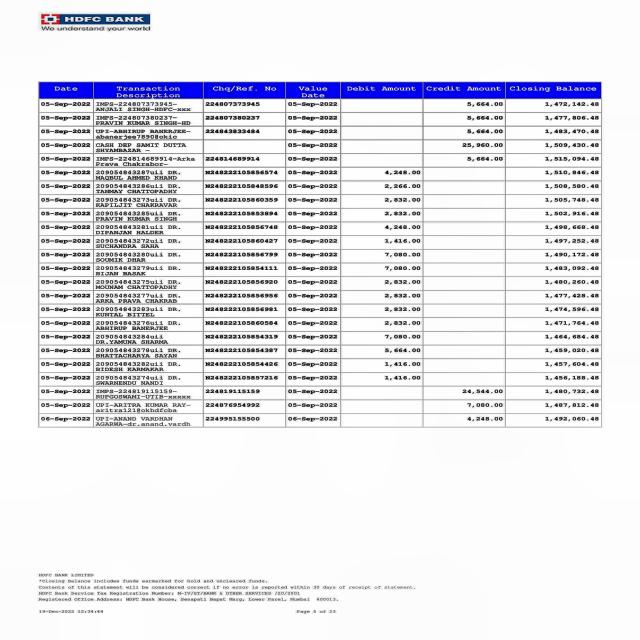 HDFC BANK
We understand your world
Date Transaction Description Chq/Ref. No Value Date Debit Amount Credit Amount Closing Balance
05-Sep-2022 IMPS-224807373945- 224807373945 05-Sep-2022 5,664.00 1,472,142.48
ANJALI SINGH-HDFC-xxx
05-Sep-2022 IMPS-224807380237- 224807380237 05-Sep-2022 5,664.00 1,477,806.48
PRAVIN KUMAR SINGH-HD
05-Sep-2022 UPI-ABHIRUP BANERJEE- 224843833484 05-Sep-2022 5,664.00 1,483,470.48
abanerjee78908okic
05-Sep-2022 CASH DEP SAMIT DUTTA 05-Sep-2022 25,960.00 1,509,430.48
SHYAMBAZAR -
05-Sep-2022 IMPS-224814689914-Arka 224814689914 05-Sep-2022 5,664.00 1,515,094.48
Prava Chakrabor-
05-Sep-2022 209054843287uii DR. N248222105856574 05-Sep-2022 4,248.00 1,510,846.48
MAQBUL AHMED KHAND
05-Sep-2022 209054843286uii DR. N248222105848596 05-Sep-2022 2,266.00 1,508,580.48
TANMAY CHATTOPADHY
05-Sep-2022 209054843273uii DR. N248222105860359 05-Sep-2022 2,832.00 1,505,748.48
KAPILJIT CHAKRAVAR
05-Sep-2022 209054843285uii DR. N248222105853894 05-Sep-2022 2,832.00 1,502,916.48
PRAVIN KUMAR SINGH
05-Sep-2022 209054843281uii DR. N248222105856748 05-Sep-2022 4,248.00 1,498,668.48
DIPANJAN HALDER
05-Sep-2022 209054843272uii DR. N248222105860427 05-Sep-2022 1,416.00 1,497,252.48
SUCHANDRA SAHA
05-Sep-2022 209054843280uii DR. N248222105856799 05-Sep-2022 7,080.00 1,490,172.48
SOUMIK DHAR
05-Sep-2022 209054843279uii DR. N248222105854111 05-Sep-2022 7,080.00 1,483,092.48
BIJAN BASAK
05-Sep-2022 209054843275uii DR. N248222105856920 05-Sep-2022 2,832.00 1,480,260.48
MOUNAM CHATTOPADHY
05-Sep-2022 209054843277uii DR. N248222105856956 05-Sep-2022 2,832.00 1,477,428.48
ARKA PRAVA CHAKRAB
05-Sep-2022 209054843283uii DR. N248222105856981 05-Sep-2022 2,832.00 1,474,596.48
KUNTAL BITTEL
05-Sep-2022 209054843276uii DR. N248222105860584 05-Sep-2022 2,832.00 1,471,764.48
ABHIRUP BANERJEE
05-Sep-2022 209054843284uii N248222105854319 05-Sep-2022 7,080.00 1,464,684.48
DR.YAMUNA SHARMA
05-Sep-2022 209054843278uii DR. N248222105854387 05-Sep-2022 5,664.00 1,459,020.48
BHATTACHARYA SAYAN
05-Sep-2022 209054843282uii DR. N248222105854426 05-Sep-2022 1,416.00 1,457,604.48
BIDESH KARMAKAR
05-Sep-2022 209054843274uii DR. N248222105857216 05-Sep-2022 1,416.00 1,456,188.48
SWARNENDU NANDI
05-Sep-2022 IMPS-224819115159- 224819115159 05-Sep-2022 24,544.00 1,480,732.48
RUPGOSWAMI-UTIB-xxxxx
05-Sep-2022 UPI-ARITRA KUMAR RAY- 224876954992 05-Sep-2022 7,080.00 1,487,812.48
aritra1218okhdfcba
06-Sep-2022 UPI-ANAND VARDHAN 224995155500 06-Sep-2022 4,248.00 1,492,060.48
AGARWA-dr.anand.vardh
HDFC BANK LIMITED
*Closing Balance includes funds earmarked for Hold and uncleared funds.
Contents of this statement will be considered correct if no error is reported within 30 days of receipt of statement.
HDFC Bank Service Tax Registration Number: M-IV/ST/BANK & OTHER SERVICES /20/2001
Registered Office Address: HDFC Bank House, Senapati Bapat Marg, Lower Parel, Mumbai 400013.
19-Dec-2022 12:34:44 Page 4 of 23